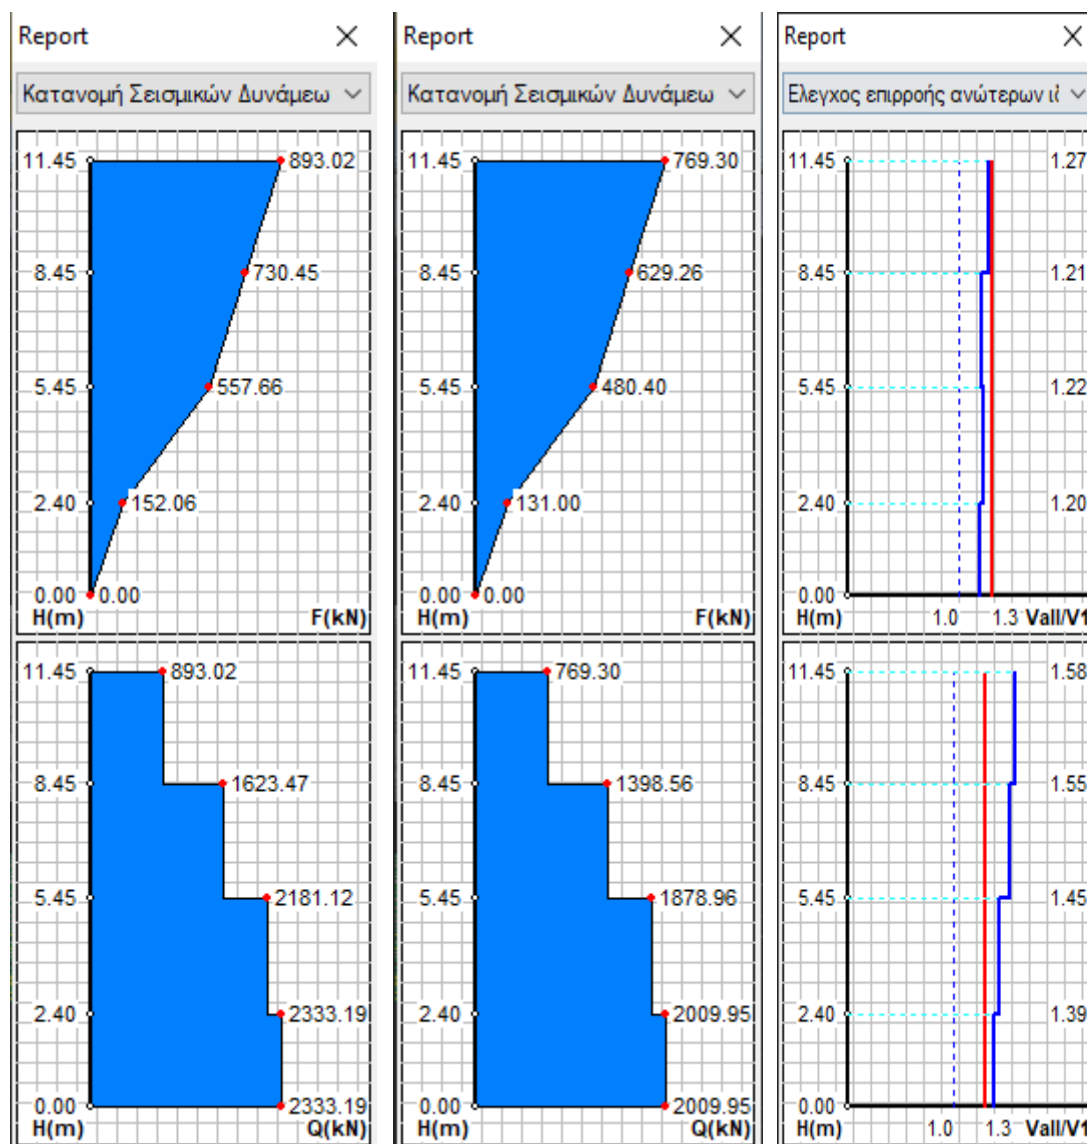 Report
Κατανομή Σεισμικών Δυνάμεω
11.45 893.02
8.45 730.45
5.45 557.66
2.40 152.06
0.00 0.00
H(m) F(kN)
11.45 893.02
8.45 1623.47
5.45 2181.12
2.40 2333.19
0.00 2333.19
H(m) Q(kN)
Report
Κατανομή Σεισμικών Δυνάμεω
11.45 769.30
8.45 629.26
5.45 480.40
2.40 131.00
0.00 0.00
H(m) F(kN)
11.45 769.30
8.45 1398.56
5.45 1878.96
2.40 2009.95
0.00 2009.95
H(m) Q(kN)
Report
Ελεγχος επιρροής ανώτερων ιδ
11.45 1.27
8.45 1.21
5.45 1.22
2.40 1.20
0.00
H(m) 1.0 1.3 Vall/V1
11.45 1.58
8.45 1.55
5.45 1.45
2.40 1.39
0.00
H(m) 1.0 1.3 Vall/V1